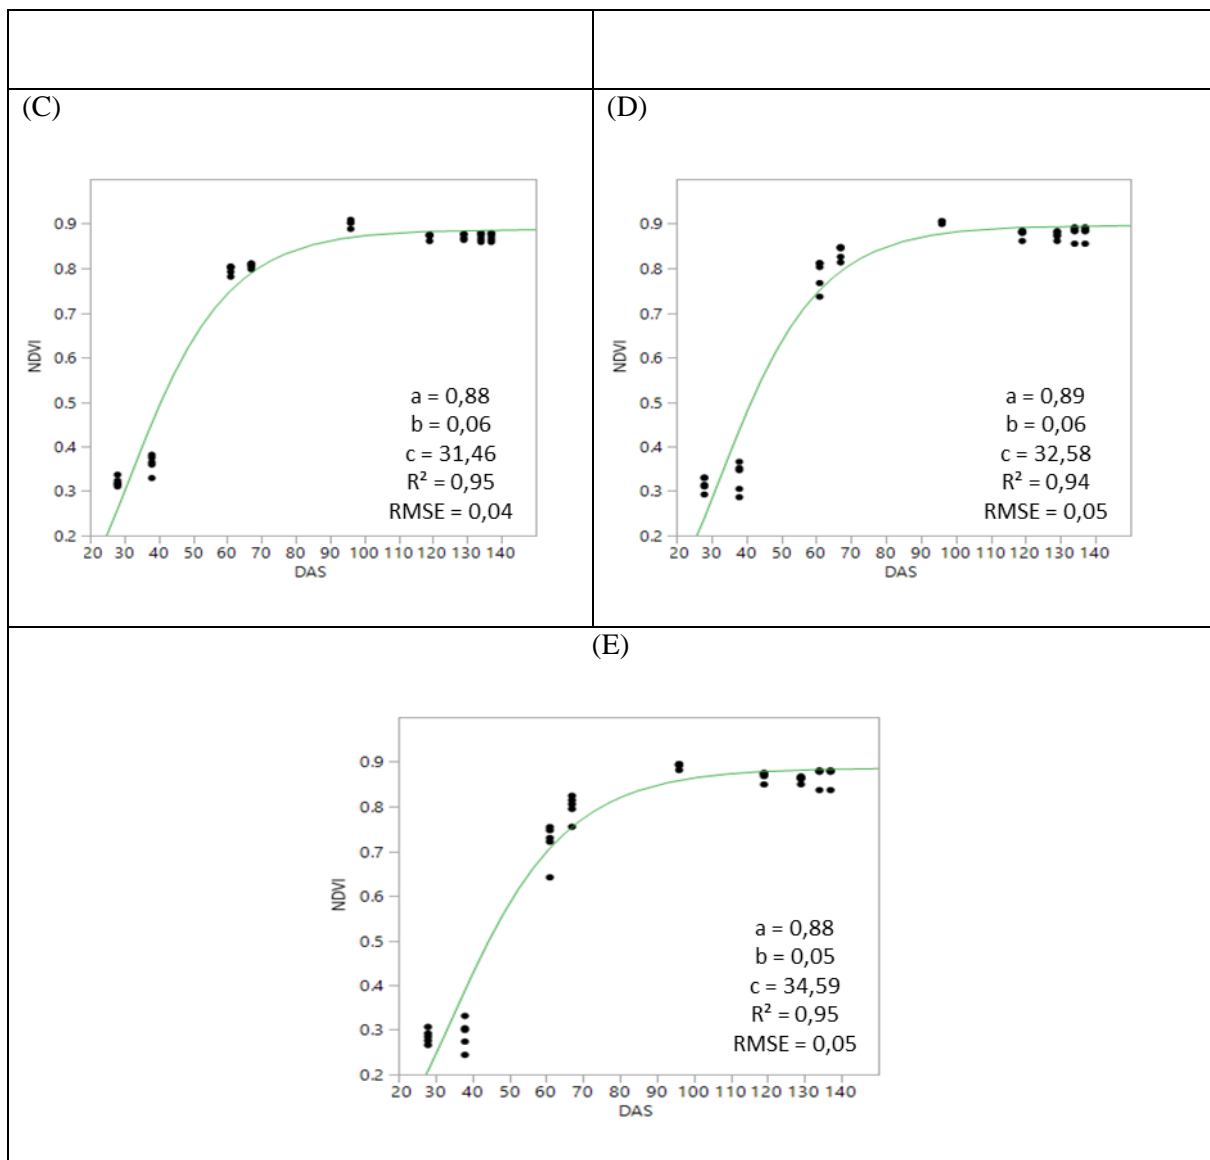 (C)
(D)
NDVI
0.9
0.8
0.7
0.6
0.5
0.4
0.3
0.2
a = 0,88
b = 0,06
c = 31,46
R² = 0,95
RMSE = 0,04
20 30 40 50 60 70 80 90 100 110 120 130 140
DAS
NDVI
0.9
0.8
0.7
0.6
0.5
0.4
0.3
0.2
a = 0,89
b = 0,06
c = 32,58
R² = 0,94
RMSE = 0,05
20 30 40 50 60 70 80 90 100 110 120 130 140
DAS
(E)
NDVI
0.9
0.8
0.7
0.6
0.5
0.4
0.3
0.2
a = 0,88
b = 0,05
c = 34,59
R² = 0,95
RMSE = 0,05
20 30 40 50 60 70 80 90 100 110 120 130 140
DAS